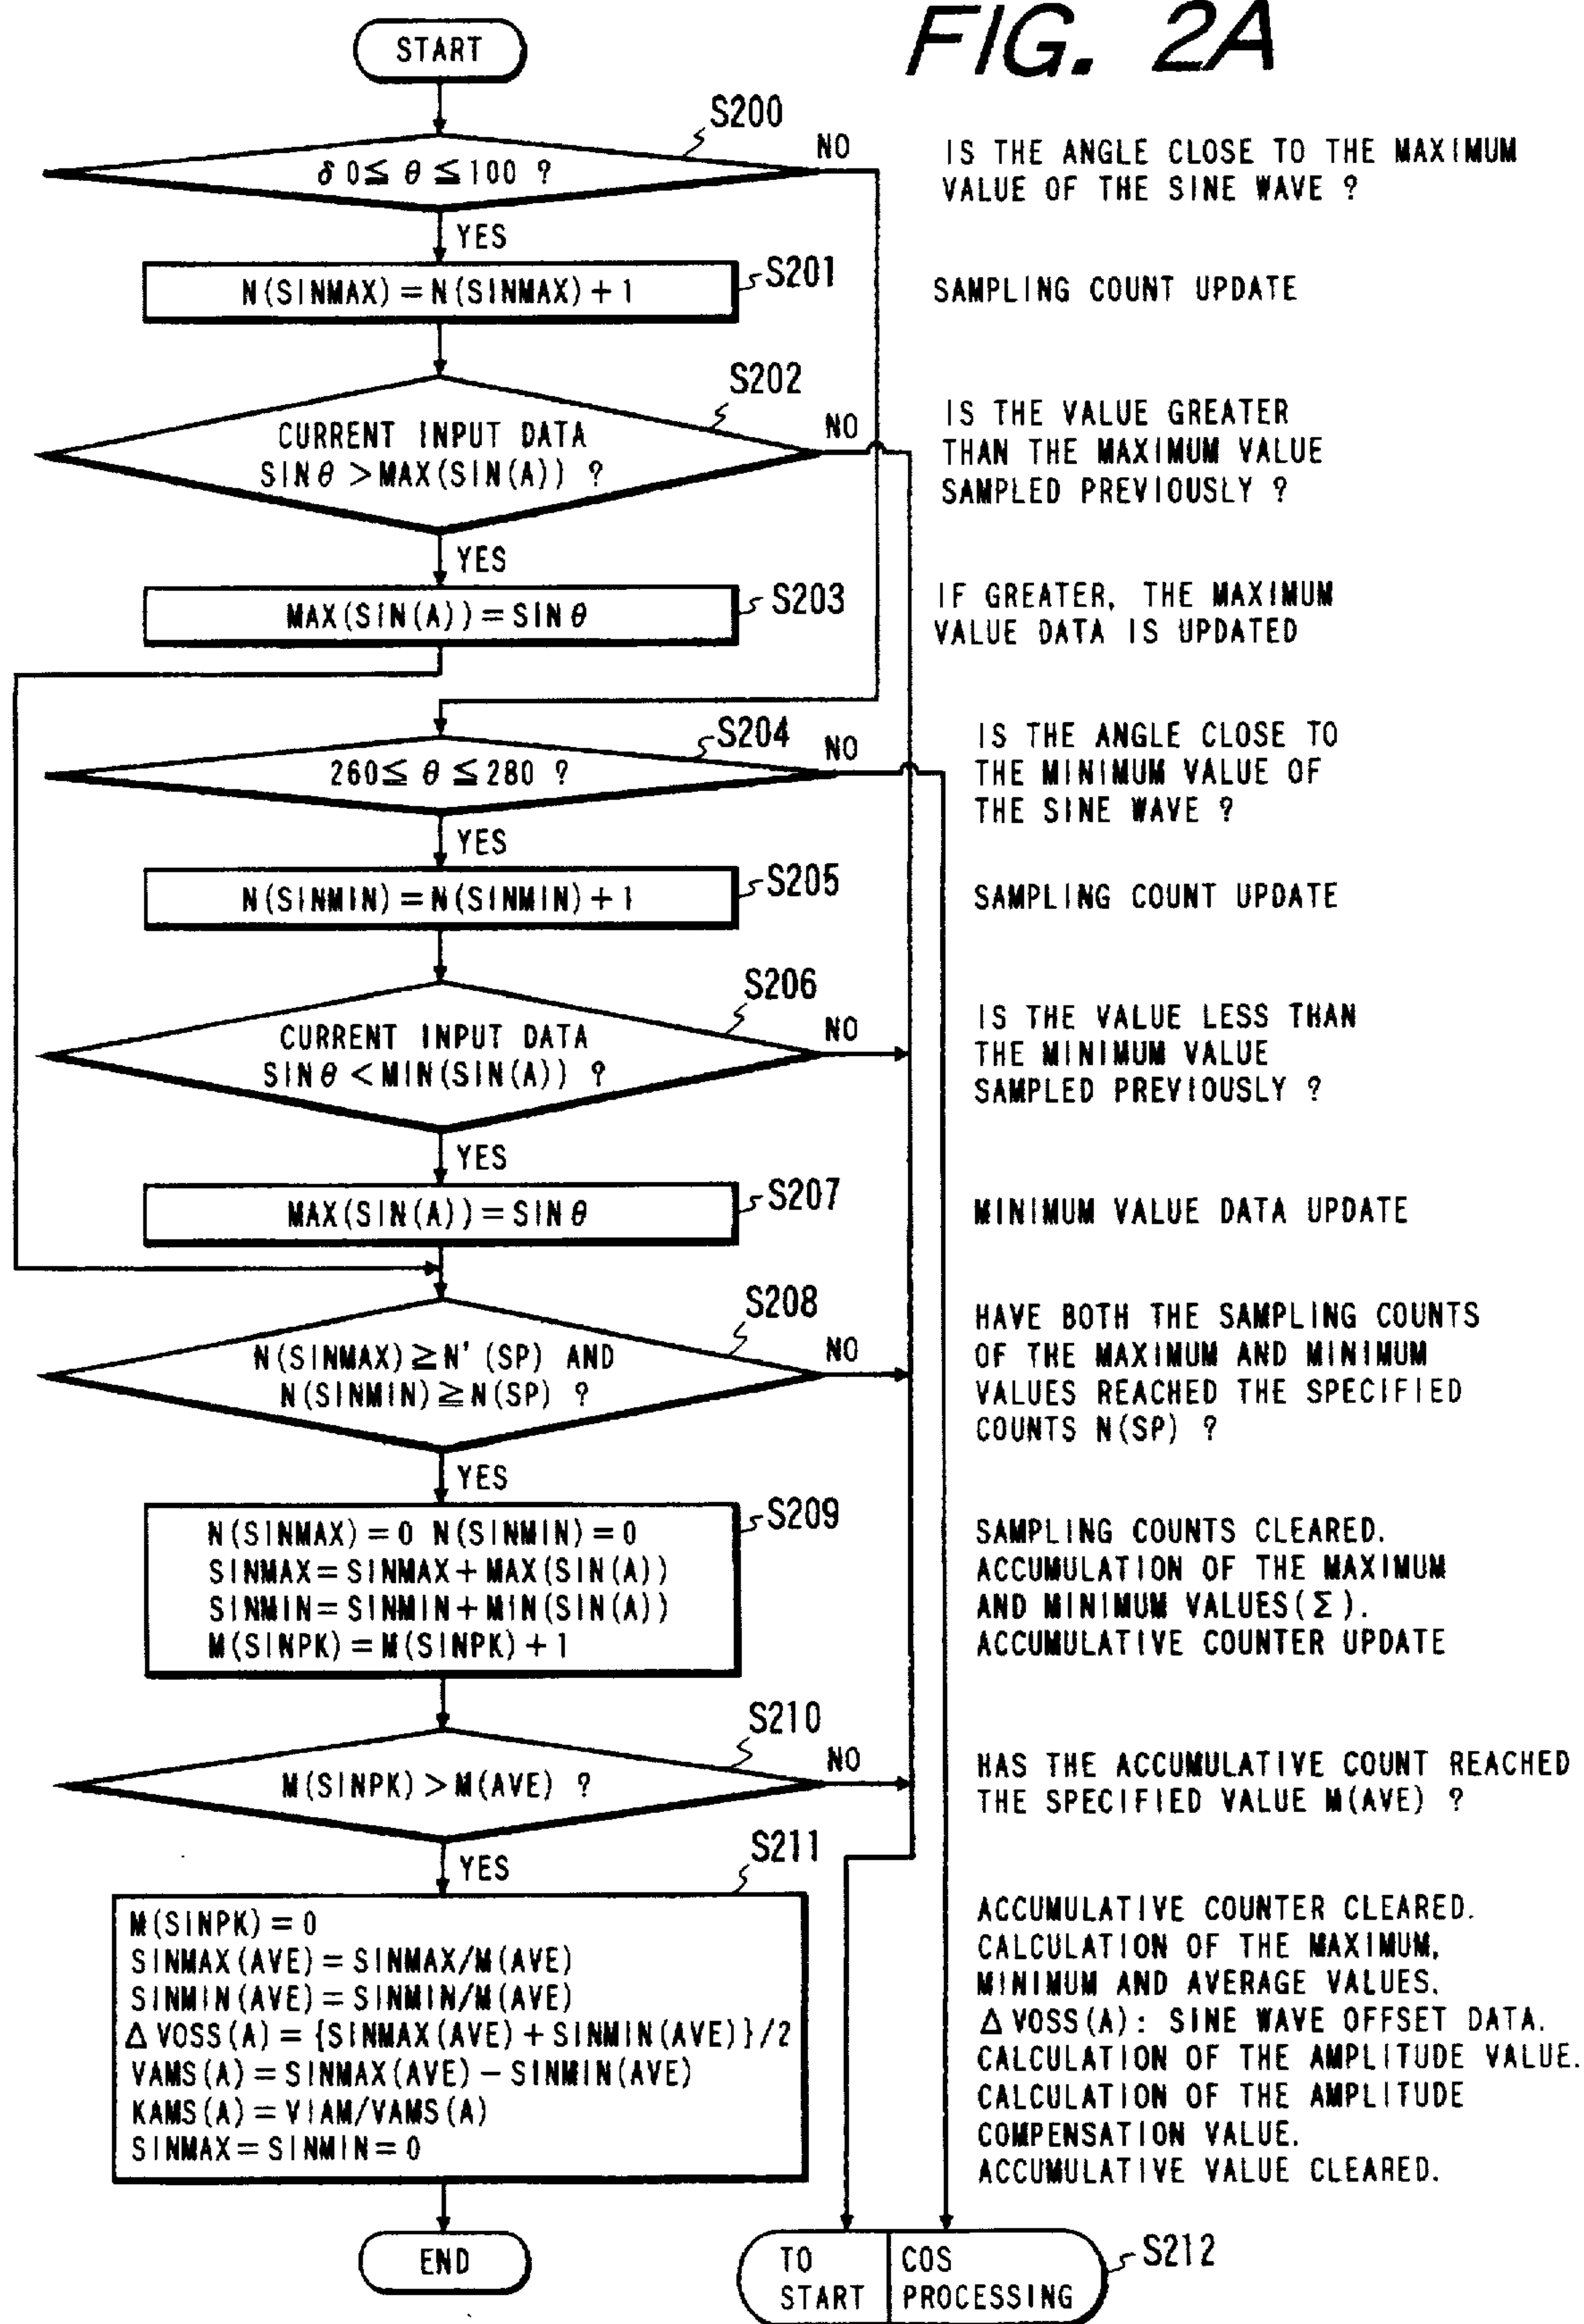 FIG. 2A
START
S200
δ 0≤ θ ≤100 ?
NO
IS THE ANGLE CLOSE TO THE MAXIMUM
VALUE OF THE SINE WAVE ?
YES
N(SINMAX)=N(SINMAX)+1
S201
SAMPLING COUNT UPDATE
S202
CURRENT INPUT DATA
SINθ >MAX(SIN(A)) ?
NO
IS THE VALUE GREATER
THAN THE MAXIMUM VALUE
SAMPLED PREVIOUSLY ?
YES
MAX(SIN(A))=SINθ
S203
IF GREATER, THE MAXIMUM
VALUE DATA IS UPDATED
S204
260≤ θ ≤280 ?
NO
IS THE ANGLE CLOSE TO
THE MINIMUM VALUE OF
THE SINE WAVE ?
YES
N(SINMIN)=N(SINMIN)+1
S205
SAMPLING COUNT UPDATE
S206
CURRENT INPUT DATA
SINθ <MIN(SIN(A)) ?
NO
IS THE VALUE LESS THAN
THE MINIMUM VALUE
SAMPLED PREVIOUSLY ?
YES
MAX(SIN(A))=SINθ
S207
MINIMUM VALUE DATA UPDATE
S208
N(SINMAX)≥N'(SP) AND
N(SINMIN)≧N(SP) ?
NO
HAVE BOTH THE SAMPLING COUNTS
OF THE MAXIMUM AND MINIMUM
VALUES REACHED THE SPECIFIED
COUNTS N(SP) ?
YES
S209
N(SINMAX)=0 N(SINMIN)=0
SINMAX=SINMAX+MAX(SIN(A))
SINMIN=SINMIN+MIN(SIN(A))
M(SINPK)=M(SINPK)+1
SAMPLING COUNTS CLEARED.
ACCUMULATION OF THE MAXIMUM
AND MINIMUM VALUES(Σ).
ACCUMULATIVE COUNTER UPDATE
S210
M(SINPK)>M(AVE) ?
NO
HAS THE ACCUMULATIVE COUNT REACHED
THE SPECIFIED VALUE M(AVE) ?
YES
S211
M(SINPK)=0
SINMAX(AVE)=SINMAX/M(AVE)
SINMIN(AVE)=SINMIN/M(AVE)
Δ VOSS(A)={SINMAX(AVE)+SINMIN(AVE)}/2
VAMS(A)=SINMAX(AVE)−SINMIN(AVE)
KAMS(A)=VIAM/VAMS(A)
SINMAX=SINMIN=0
ACCUMULATIVE COUNTER CLEARED.
CALCULATION OF THE MAXIMUM,
MINIMUM AND AVERAGE VALUES.
Δ VOSS(A): SINE WAVE OFFSET DATA.
CALCULATION OF THE AMPLITUDE VALUE.
CALCULATION OF THE AMPLITUDE
COMPENSATION VALUE.
ACCUMULATIVE VALUE CLEARED.
END
TO
START
COS
PROCESSING
S212